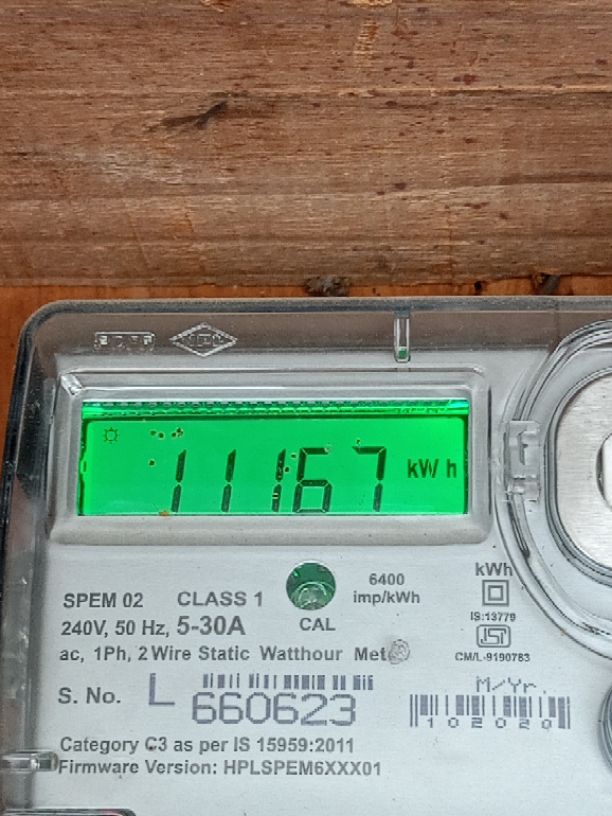 11167 kWh
SPEM 02 CLASS 1
240V, 50 Hz, 5-30A
CAL
6400
imp/kWh
kWh
IS:13779
CM/L-9190783
ac, 1Ph, 2 Wire Static Watthour
S. No. L 660623
M/Yr.
102020
Category C3 as per IS 15959:2011
Firmware Version: HPLSPEM6XXX01